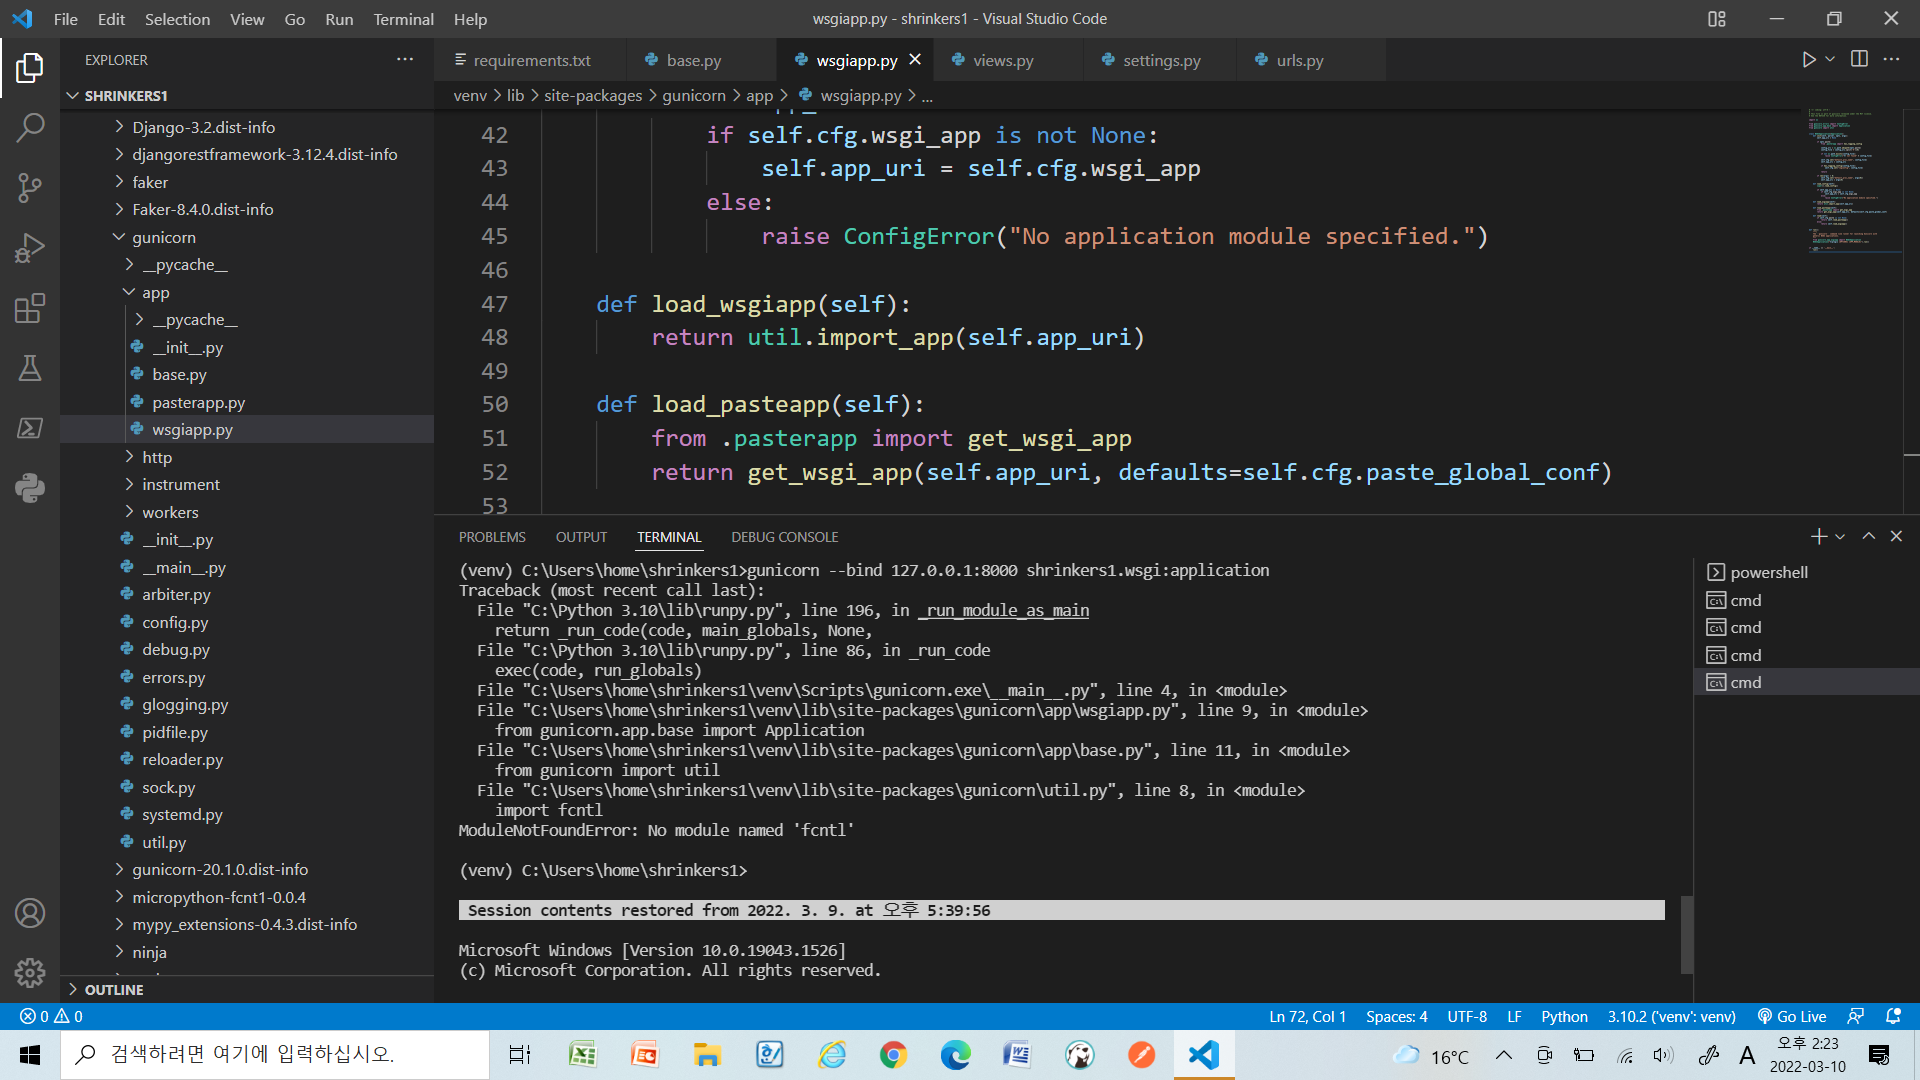 File Edit Selection View Go Run Terminal Help
wsgiapp.py - shrinkers1 - Visual Studio Code
EXPLORER
SHRINKERS1
Django-3.2.dist-info
djangorestframework-3.12.4.dist-info
faker
Faker-8.4.0.dist-info
gunicorn
__pycache__
app
__pycache__
__init__.py
base.py
pasterapp.py
wsgiapp.py
http
instrument
workers
__init__.py
__main__.py
arbiter.py
config.py
debug.py
errors.py
glogging.py
pidfile.py
reloader.py
sock.py
systemd.py
util.py
gunicorn-20.1.0.dist-info
micropython-fcnt1-0.0.4
mypy_extensions-0.4.3.dist-info
ninja
OUTLINE
requirements.txt base.py wsgiapp.py views.py settings.py urls.py
venv > lib > site-packages > gunicorn > app > wsgiapp.py > ...
42 if self.cfg.wsgi_app is not None:
43 self.app_uri = self.cfg.wsgi_app
44 else:
45 raise ConfigError("No application module specified.")
46
47 def load_wsgiapp(self):
48 return util.import_app(self.app_uri)
49
50 def load_pasteapp(self):
51 from .pasterapp import get_wsgi_app
52 return get_wsgi_app(self.app_uri, defaults=self.cfg.paste_global_conf)
53
PROBLEMS OUTPUT TERMINAL DEBUG CONSOLE
(venv) C:\Users\home\shrinkers1>gunicorn --bind 127.0.0.1:8000 shrinkers1.wsgi:application
Traceback (most recent call last):
File "C:\Python 3.10\lib\runpy.py", line 196, in _run_module_as_main
return _run_code(code, main_globals, None,
File "C:\Python 3.10\lib\runpy.py", line 86, in _run_code
exec(code, run_globals)
File "C:\Users\home\shrinkers1\venv\Scripts\gunicorn.exe\__main__.py", line 4, in <module>
File "C:\Users\home\shrinkers1\venv\lib\site-packages\gunicorn\app\wsgiapp.py", line 9, in <module>
from gunicorn.app.base import Application
File "C:\Users\home\shrinkers1\venv\lib\site-packages\gunicorn\app\base.py", line 11, in <module>
from gunicorn import util
File "C:\Users\home\shrinkers1\venv\lib\site-packages\gunicorn\util.py", line 8, in <module>
import fcntl
ModuleNotFoundError: No module named 'fcntl'
(venv) C:\Users\home\shrinkers1>
Session contents restored from 2022. 3. 9. at 오후 5:39:56
Microsoft Windows [Version 10.0.19043.1526]
(c) Microsoft Corporation. All rights reserved.
powershell
cmd
cmd
cmd
cmd
0 0
Ln 72, Col 1 Spaces: 4 UTF-8 LF Python 3.10.2 ('venv': venv) Go Live
검색하려면 여기에 입력하십시오.
16°C
A
오후 2:23
2022-03-10